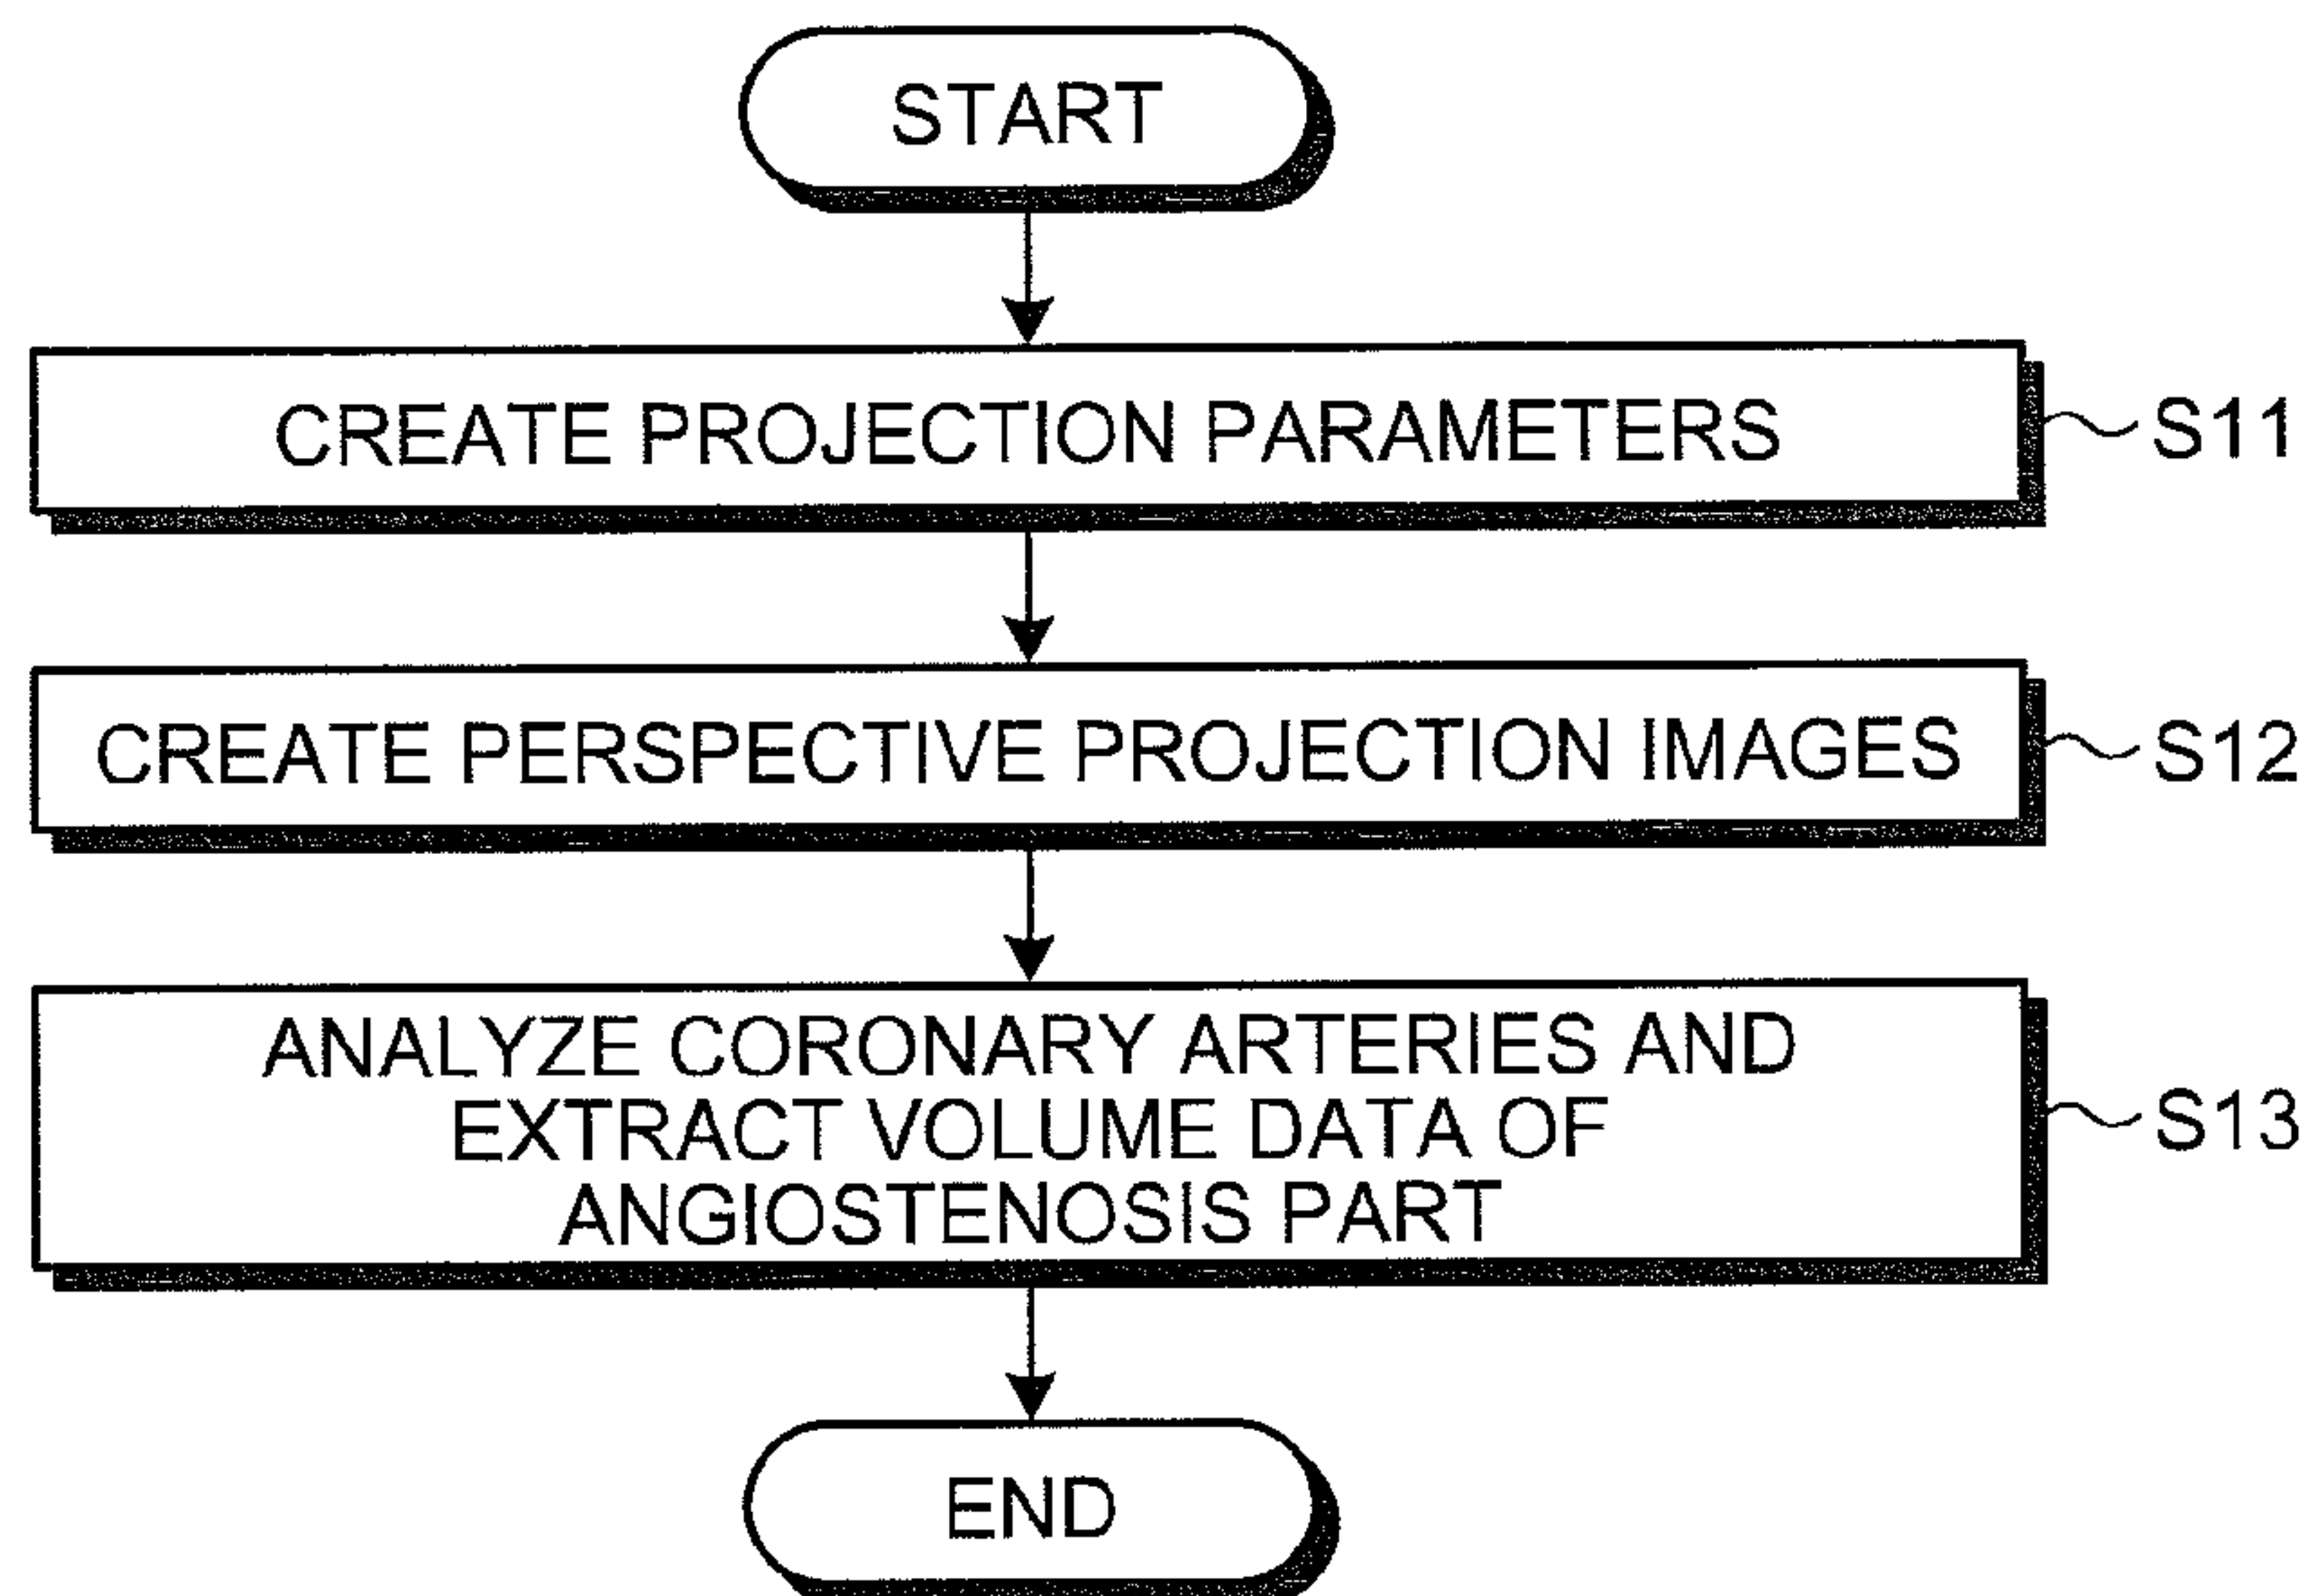 START
CREATE PROJECTION PARAMETERS
S11
CREATE PERSPECTIVE PROJECTION IMAGES
S12
ANALYZE CORONARY ARTERIES AND
EXTRACT VOLUME DATA OF
ANGIOSTENOSIS PART
S13
END